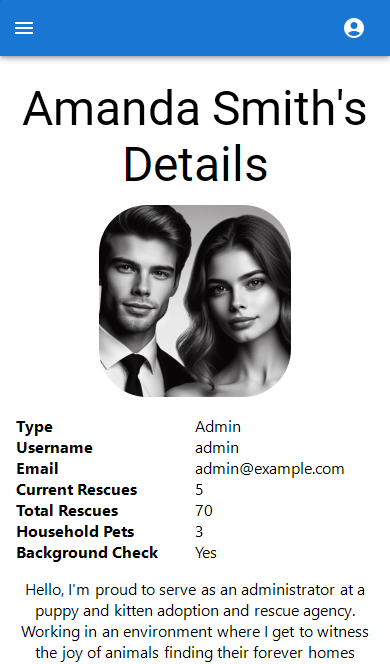 Amanda Smith's
Details
Type Admin
Username admin
Email admin@example.com
Current Rescues 5
Total Rescues 70
Household Pets 3
Background Check Yes
Hello, I'm proud to serve as an administrator at a
puppy and kitten adoption and rescue agency.
Working in an environment where I get to witness
the joy of animals finding their forever homes